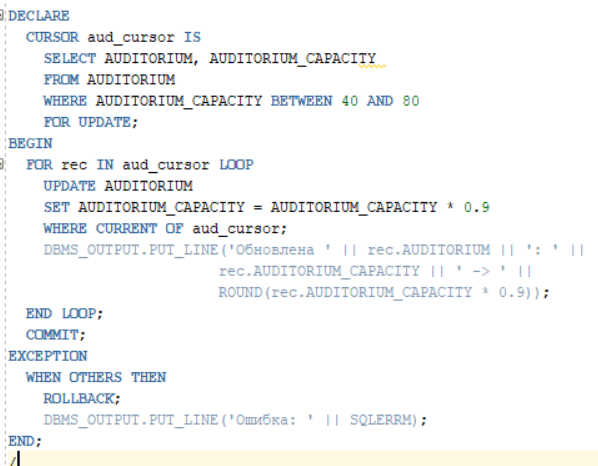 DECLARE
CURSOR aud_cursor IS
SELECT AUDITORIUM, AUDITORIUM_CAPACITY
FROM AUDITORIUM
WHERE AUDITORIUM_CAPACITY BETWEEN 40 AND 80
FOR UPDATE;
BEGIN
FOR rec IN aud_cursor LOOP
UPDATE AUDITORIUM
SET AUDITORIUM_CAPACITY = AUDITORIUM_CAPACITY * 0.9
WHERE CURRENT OF aud_cursor;
DBMS_OUTPUT.PUT_LINE('Обновлена ' || rec.AUDITORIUM || ': ' ||
rec.AUDITORIUM_CAPACITY || ' -> ' ||
ROUND(rec.AUDITORIUM_CAPACITY * 0.9));
END LOOP;
COMMIT;
EXCEPTION
WHEN OTHERS THEN
ROLLBACK;
DBMS_OUTPUT.PUT_LINE('Ошибка: ' || SQLERRM);
END;
/